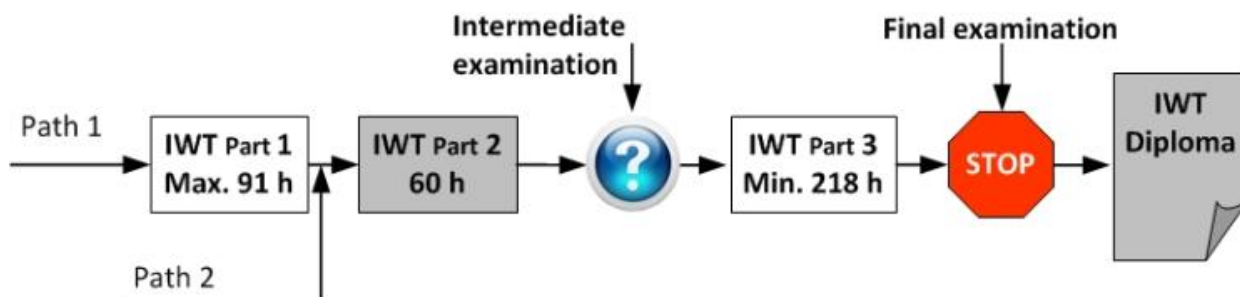 Intermediate
examination
Final examination
Path 1
IWT Part 1
Max. 91 h
IWT Part 2
60 h
?
IWT Part 3
Min. 218 h
STOP
IWT
Diploma
Path 2